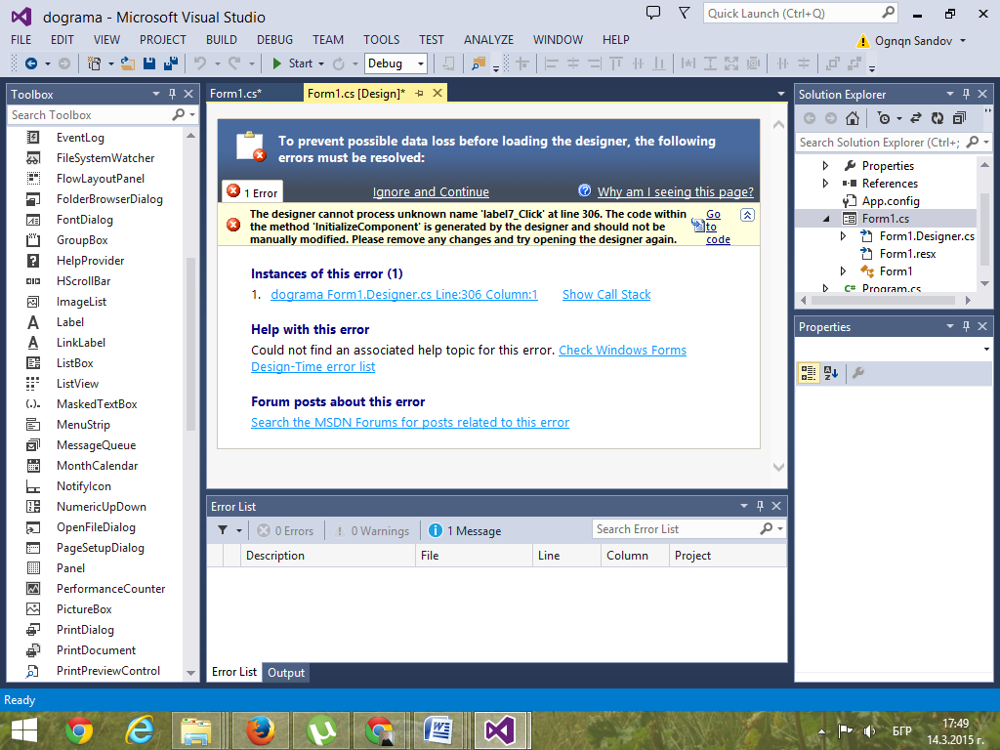 dograma - Microsoft Visual Studio
Quick Launch (Ctrl+Q)
FILE EDIT VIEW PROJECT BUILD DEBUG TEAM TOOLS TEST ANALYZE WINDOW HELP
Ognqn Sandov
Start Debug
Toolbox
Search Toolbox
EventLog
FileSystemWatcher
FlowLayoutPanel
FolderBrowserDialog
FontDialog
GroupBox
HelpProvider
HScrollBar
ImageList
Label
LinkLabel
ListBox
ListView
MaskedTextBox
MenuStrip
MessageQueue
MonthCalendar
NotifyIcon
NumericUpDown
OpenFileDialog
PageSetupDialog
Panel
PerformanceCounter
PictureBox
PrintDialog
PrintDocument
PrintPreviewControl
Form1.cs* Form1.cs [Design]*
To prevent possible data loss before loading the designer, the following
errors must be resolved:
1 Error Ignore and Continue Why am I seeing this page?
The designer cannot process unknown name 'label7_Click' at line 306. The code within
the method 'InitializeComponent' is generated by the designer and should not be
manually modified. Please remove any changes and try opening the designer again.
Go
to
code
Instances of this error (1)
1. dograma Form1.Designer.cs Line:306 Column:1 Show Call Stack
Help with this error
Could not find an associated help topic for this error. Check Windows Forms
Design-Time error list
Forum posts about this error
Search the MSDN Forums for posts related to this error
Error List
0 Errors 0 Warnings 1 Message Search Error List
Description File Line Column Project
Error List Output
Solution Explorer
Search Solution Explorer (Ctrl+;
Properties
References
App.config
Form1.cs
Form1.Designer.cs
Form1.resx
Form1
Program.cs
Properties
Ready
БГР
17:49
14.3.2015 г.